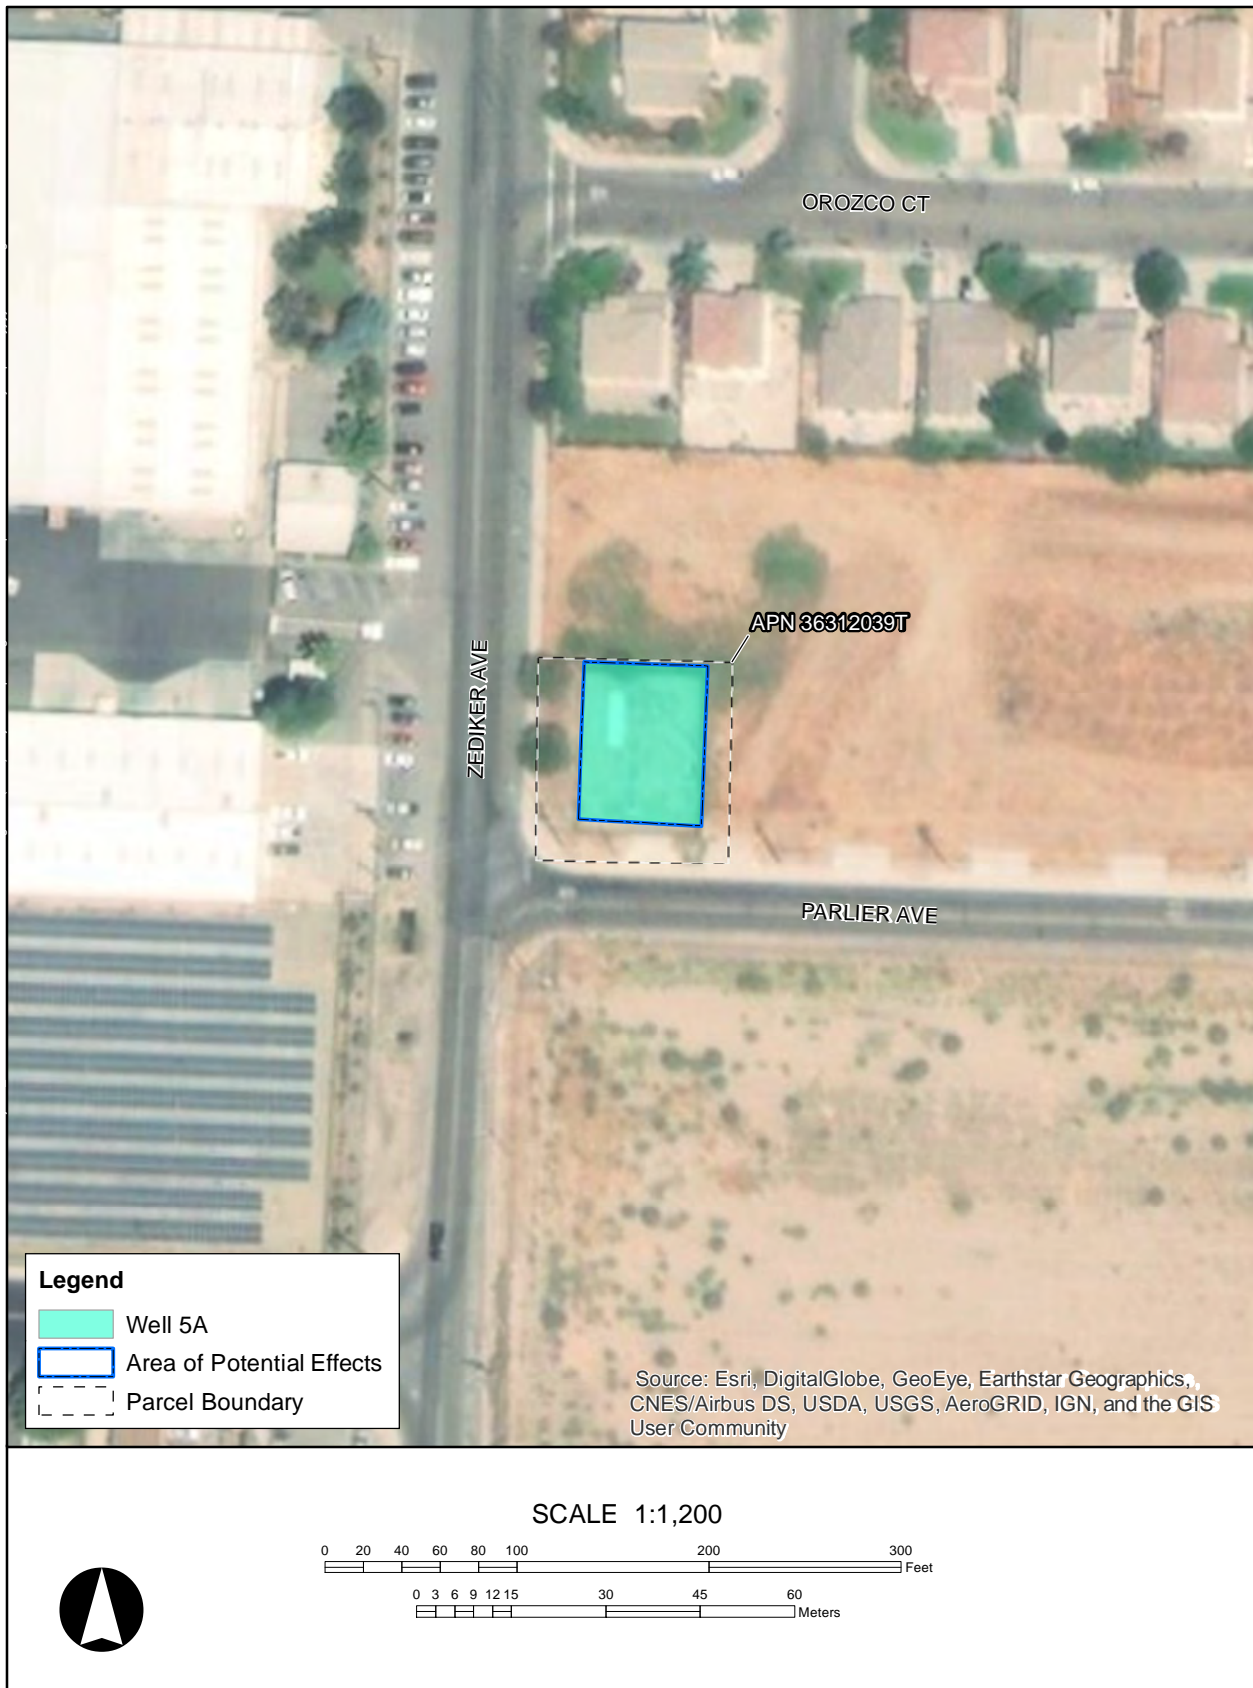 OROZCO CT
APN 36312039T
ZEDIKER AVE
PARLIER AVE
Legend
Well 5A
Area of Potential Effects
Parcel Boundary
Source: Esri, DigitalGlobe, GeoEye, Earthstar Geographics,
CNES/Airbus DS, USDA, USGS, AeroGRID, IGN, and the GIS
User Community
SCALE 1:1,200
0 20 40 60 80 100 200 300
Feet
0 3 6 9 12 15 30 45 60
Meters